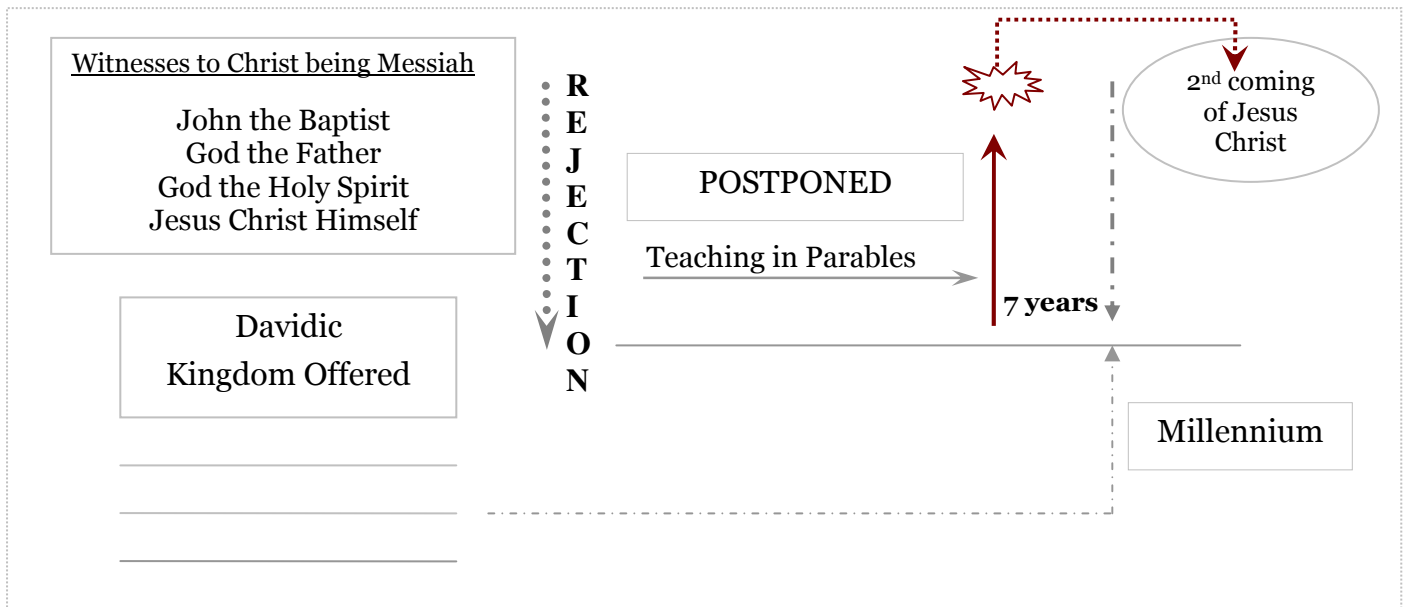 Witnesses to Christ being Messiah
John the Baptist
God the Father
God the Holy Spirit
Jesus Christ Himself
Davidic
Kingdom Offered
R
E
J
E
C
T
I
O
N
POSTPONED
Teaching in Parables
7 years
2nd coming
of Jesus
Christ
Millennium